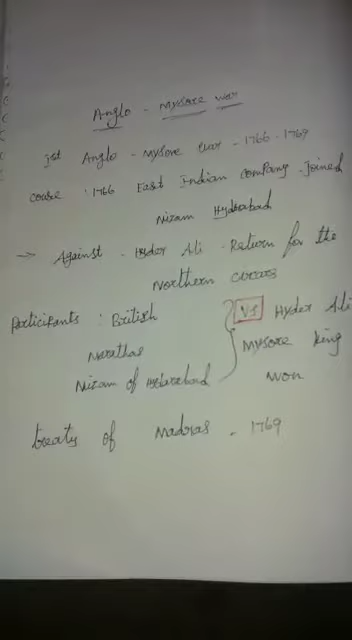 Anglo - Mysore war
1st Anglo - Mysore war - 1766 - 1769
course : 1766 East Indian Company Joined
Nizam Hyderabad
→ Against - Hyder Ali - Return for the
Northern circars
Participants : British
Marathas
Nizam of Hyderabad
VS Hyder Ali
Mysore king
won
treaty of Madras - 1769